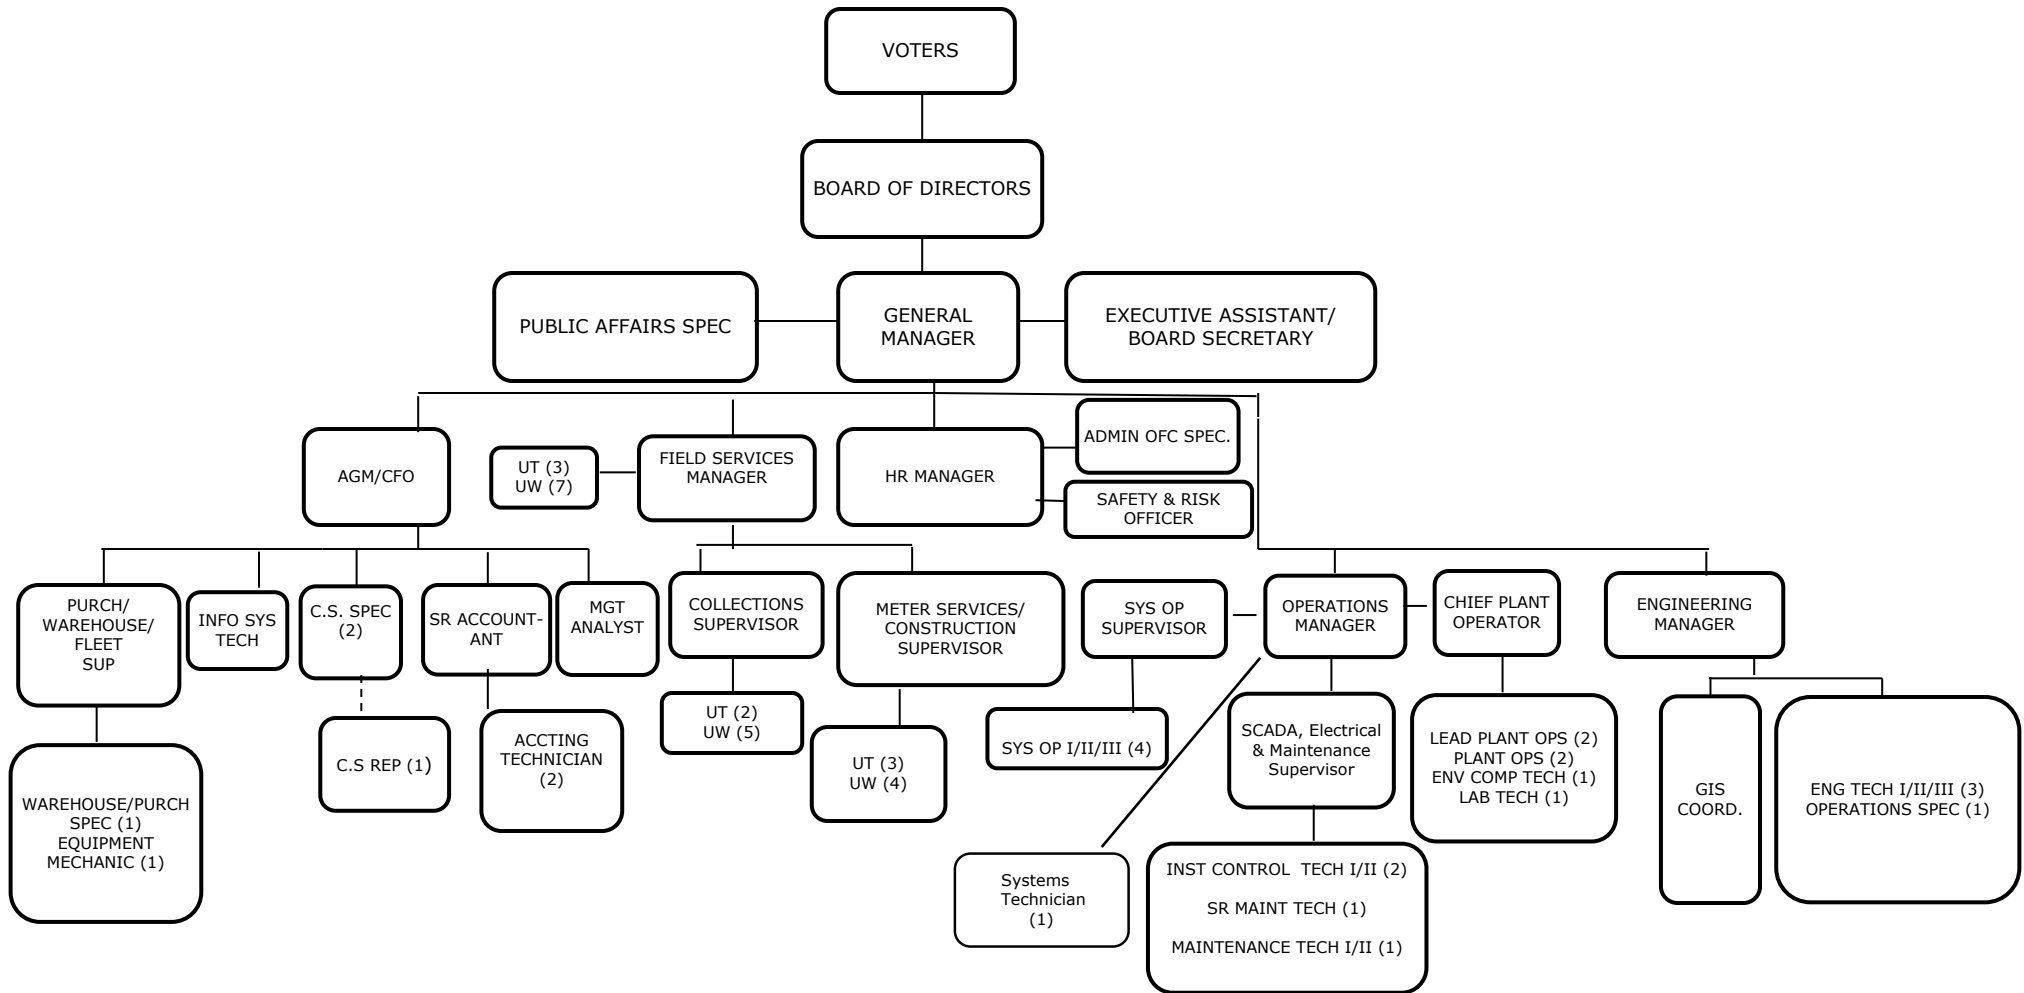 VOTERS
BOARD OF DIRECTORS
PUBLIC AFFAIRS SPEC
GENERAL
MANAGER
EXECUTIVE ASSISTANT/
BOARD SECRETARY
AGM/CFO
UT (3)
UW (7)
FIELD SERVICES
MANAGER
HR MANAGER
ADMIN OFC SPEC.
SAFETY & RISK
OFFICER
PURCH/
WAREHOUSE/
FLEET
SUP
INFO SYS
TECH
C.S. SPEC
(2)
SR ACCOUNT-
ANT
MGT
ANALYST
COLLECTIONS
SUPERVISOR
METER SERVICES/
CONSTRUCTION
SUPERVISOR
SYS OP
SUPERVISOR
OPERATIONS
MANAGER
CHIEF PLANT
OPERATOR
ENGINEERING
MANAGER
WAREHOUSE/PURCH
SPEC (1)
EQUIPMENT
MECHANIC (1)
C.S REP (1)
ACCTING
TECHNICIAN
(2)
UT (2)
UW (5)
UT (3)
UW (4)
SYS OP I/II/III (4)
SCADA, Electrical
& Maintenance
Supervisor
LEAD PLANT OPS (2)
PLANT OPS (2)
ENV COMP TECH (1)
LAB TECH (1)
GIS
COORD.
ENG TECH I/II/III (3)
OPERATIONS SPEC (1)
Systems
Technician
(1)
INST CONTROL TECH I/II (2)
SR MAINT TECH (1)
MAINTENANCE TECH I/II (1)